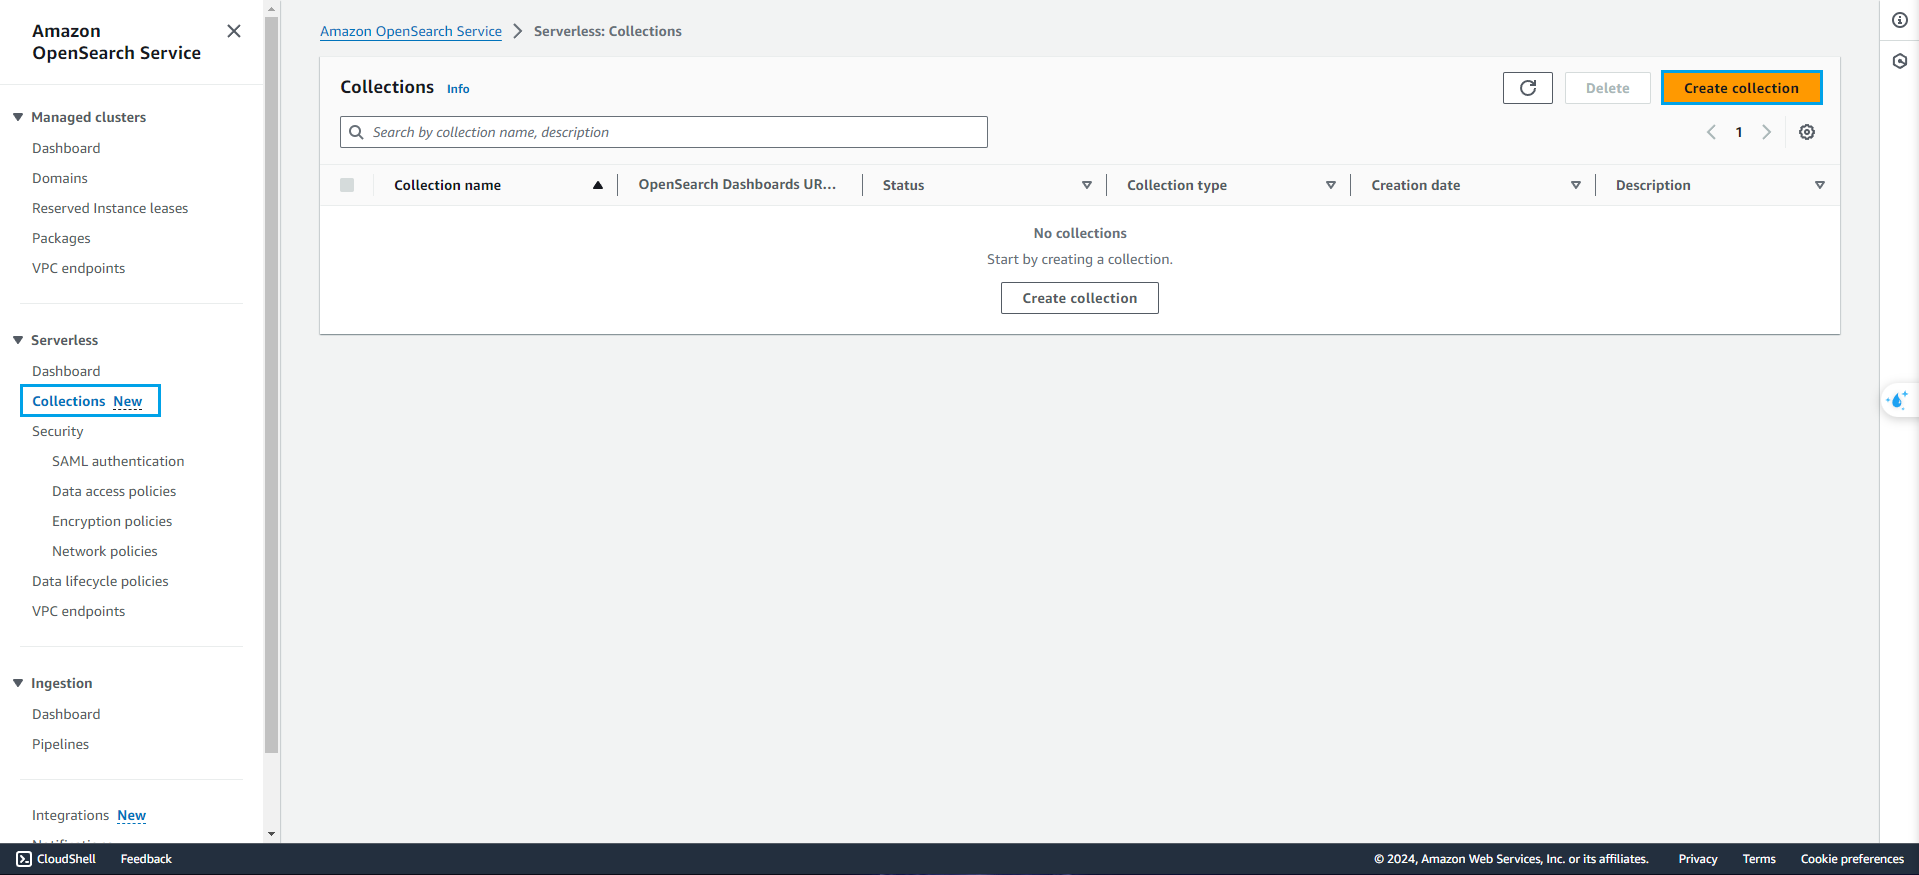 Amazon
OpenSearch Service
Managed clusters
Dashboard
Domains
Reserved Instance leases
Packages
VPC endpoints
Serverless
Dashboard
Collections New
Security
SAML authentication
Data access policies
Encryption policies
Network policies
Data lifecycle policies
VPC endpoints
Ingestion
Dashboard
Pipelines
Integrations New
Amazon OpenSearch Service > Serverless: Collections
Collections Info
Delete
Create collection
Search by collection name, description
1
Collection name
OpenSearch Dashboards UR...
Status
Collection type
Creation date
Description
No collections
Start by creating a collection.
Create collection
CloudShell
Feedback
© 2024, Amazon Web Services, Inc. or its affiliates.
Privacy
Terms
Cookie preferences